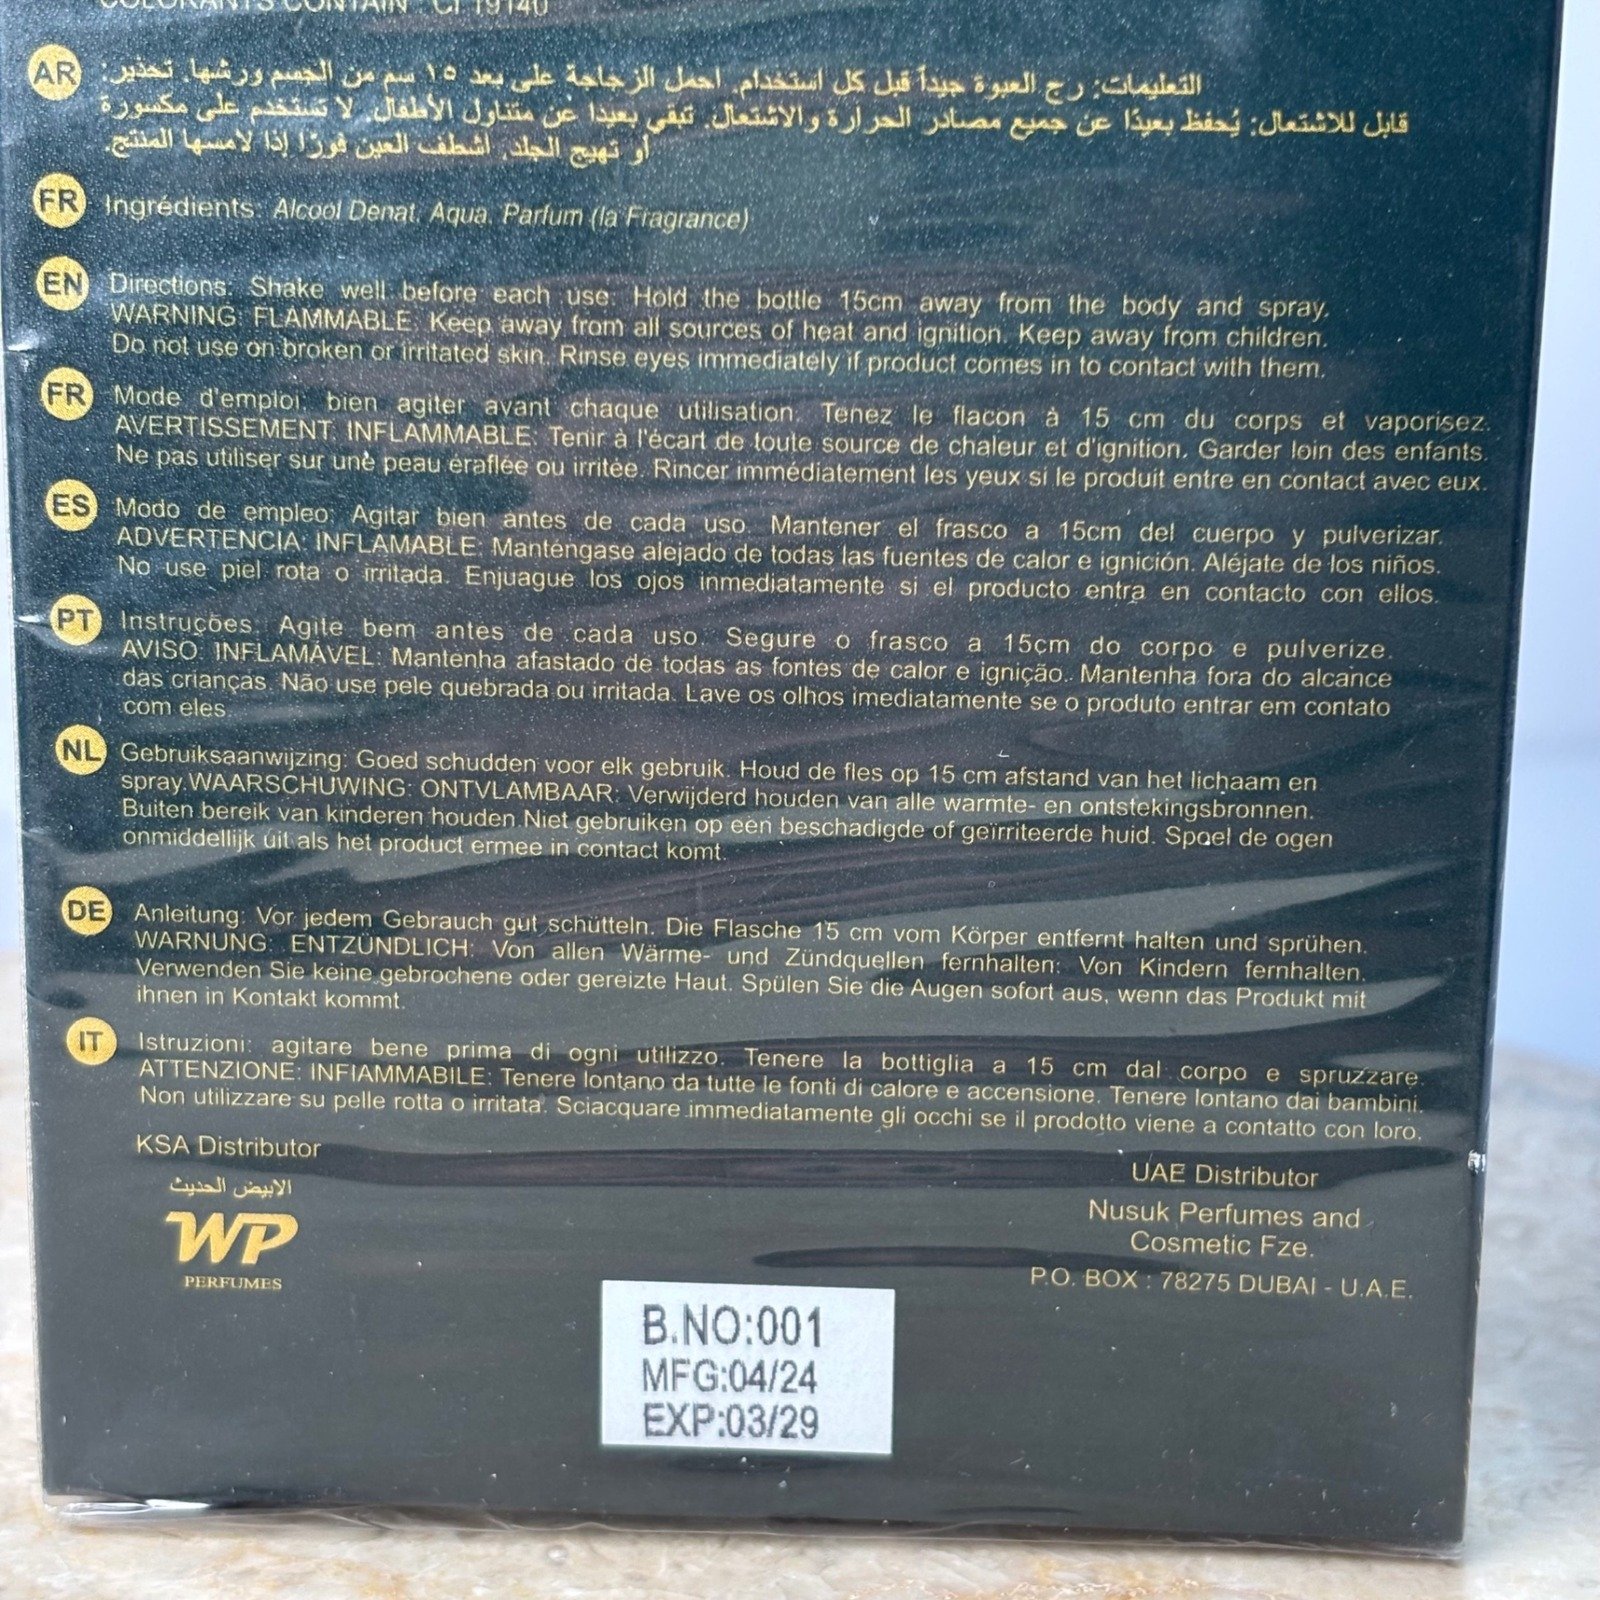 COLORANTS CONTAIN : CI 19140
AR
التعليمات: رج العبوة جيداً قبل كل استخدام. احمل الزجاجة على بعد ١٥ سم من الجسم ورشها. تحذير:
قابل للاشتعال: يُحفظ بعيدًا عن جميع مصادر الحرارة والاشتعال. تبقى بعيدا عن متناول الأطفال. لا تستخدم على مكسورة
أو تهيج الجلد. اشطف العين فورًا إذا لامسها المنتج.
FR
Ingrédients: Alcool Denat. Aqua. Parfum (la Fragrance)
EN
Directions: Shake well before each use: Hold the bottle 15cm away from the body and spray.
WARNING: FLAMMABLE: Keep away from all sources of heat and ignition. Keep away from children.
Do not use on broken or irritated skin. Rinse eyes immediately if product comes in to contact with them.
FR
Mode d'emploi: bien agiter avant chaque utilisation. Tenez le flacon à 15 cm du corps et vaporisez.
AVERTISSEMENT: INFLAMMABLE: Tenir à l'écart de toute source de chaleur et d'ignition. Garder loin des enfants.
Ne pas utiliser sur une peau éraflée ou irritée. Rincer immédiatement les yeux si le produit entre en contact avec eux.
ES
Modo de empleo: Agitar bien antes de cada uso. Mantener el frasco a 15cm del cuerpo y pulverizar.
ADVERTENCIA: INFLAMABLE: Manténgase alejado de todas las fuentes de calor e ignición. Aléjate de los niños.
No use piel rota o irritada. Enjuague los ojos inmediatamente si el producto entra en contacto con ellos.
PT
Instruções: Agite bem antes de cada uso. Segure o frasco a 15cm do corpo e pulverize.
AVISO: INFLAMÁVEL: Mantenha afastado de todas as fontes de calor e ignição.. Mantenha fora do alcance
das crianças. Não use pele quebrada ou irritada. Lave os olhos imediatamente se o produto entrar em contato
com eles
NL
Gebruiksaanwijzing: Goed schudden voor elk gebruik. Houd de fles op 15 cm afstand van het lichaam en
spray.WAARSCHUWING: ONTVLAMBAAR: Verwijderd houden van alle warmte- en ontstekingsbronnen.
Buiten bereik van kinderen houden Niet gebruiken op een beschadigde of geïrriteerde huid. Spoel de ogen
onmiddellijk uit als het product ermee in contact komt.
DE
Anleitung: Vor jedem Gebrauch gut schütteln. Die Flasche 15 cm vom Körper entfernt halten und sprühen.
WARNUNG: ENTZÜNDLICH: Von allen Wärme- und Zündquellen fernhalten: Von Kindern fernhalten.
Verwenden Sie keine gebrochene oder gereizte Haut. Spülen Sie die Augen sofort aus, wenn das Produkt mit
ihnen in Kontakt kommt.
IT
Istruzioni: agitare bene prima di ogni utilizzo. Tenere la bottiglia a 15 cm dal corpo e spruzzare.
ATTENZIONE: INFIAMMABILE: Tenere lontano da tutte le fonti di calore e accensione. Tenere lontano dai bambini.
Non utilizzare su pelle rotta o irritata. Sciacquare immediatamente gli occhi se il prodotto viene a contatto con loro.
KSA Distributor
الابيض الحديث
WP
PERFUMES
UAE Distributor
Nusuk Perfumes and
Cosmetic Fze.
P.O. BOX : 78275 DUBAI - U.A.E.
B.NO:001
MFG:04/24
EXP:03/29